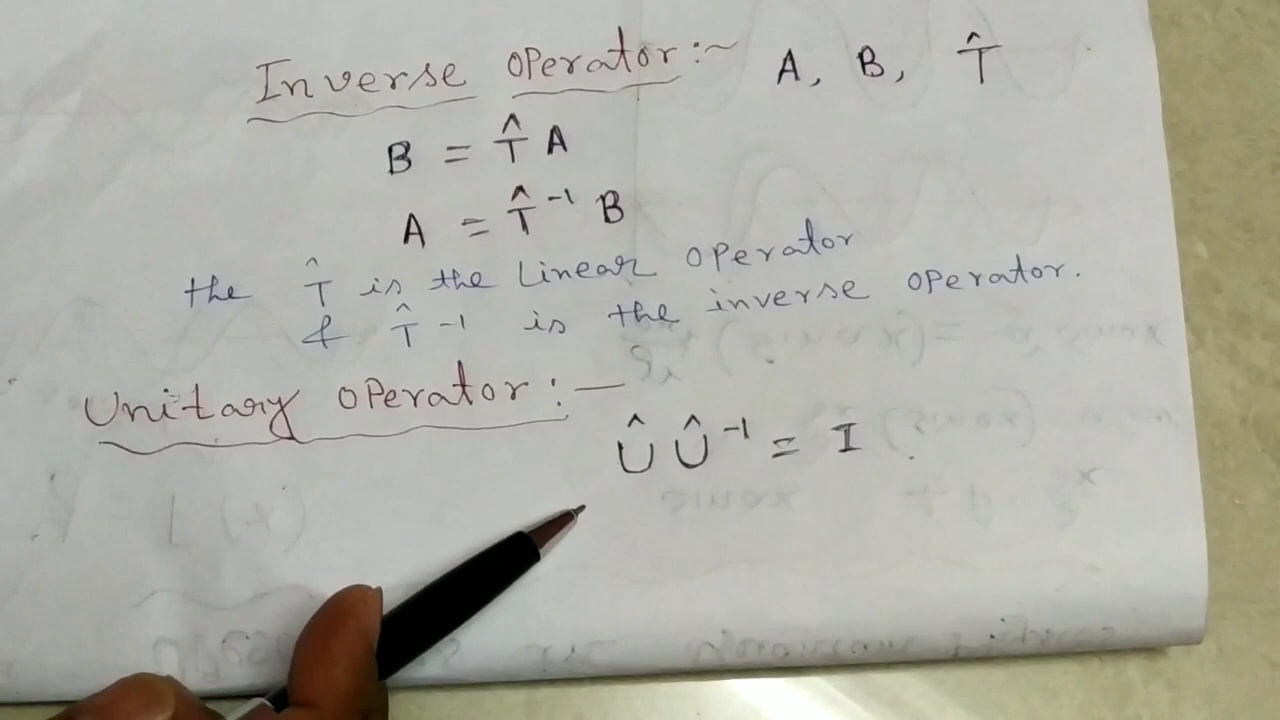 Inverse Operator :~ A, B, T̂
B = T̂ A
A = T̂⁻¹ B
the T̂ is the Linear operator
& T̂⁻¹ is the inverse operator.
Unitary Operator :—
Û Û⁻¹ = I